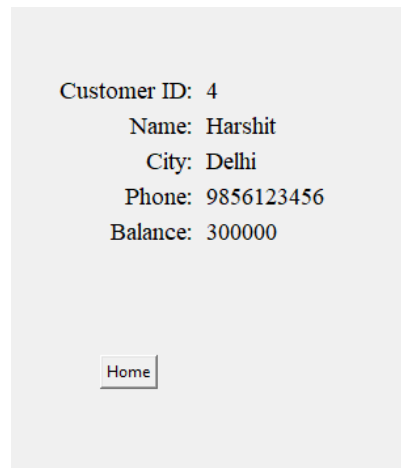 Customer ID: 4
Name: Harshit
City: Delhi
Phone: 9856123456
Balance: 300000
Home